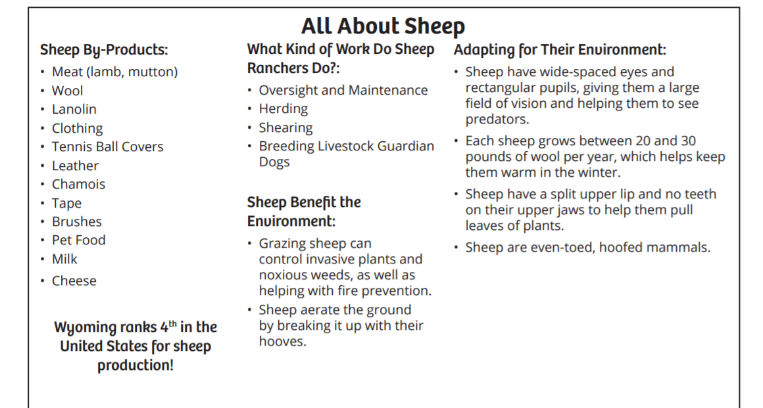 All About Sheep
Sheep By-Products:
• Meat (lamb, mutton)
• Wool
• Lanolin
• Clothing
• Tennis Ball Covers
• Leather
• Chamois
• Tape
• Brushes
• Pet Food
• Milk
• Cheese
Wyoming ranks 4th in the
United States for sheep
production!
What Kind of Work Do Sheep
Ranchers Do?:
• Oversight and Maintenance
• Herding
• Shearing
• Breeding Livestock Guardian
Dogs
Sheep Benefit the
Environment:
• Grazing sheep can
control invasive plants and
noxious weeds, as well as
helping with fire prevention.
• Sheep aerate the ground
by breaking it up with their
hooves.
Adapting for Their Environment:
• Sheep have wide-spaced eyes and
rectangular pupils, giving them a large
field of vision and helping them to see
predators.
• Each sheep grows between 20 and 30
pounds of wool per year, which helps keep
them warm in the winter.
• Sheep have a split upper lip and no teeth
on their upper jaws to help them pull
leaves of plants.
• Sheep are even-toed, hoofed mammals.